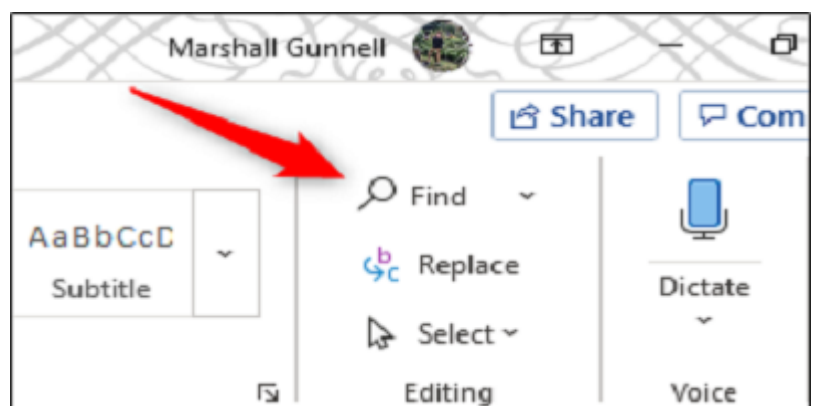 Marshall Gunnell
Share
Com
Find
AaBbCcD
Replace
Subtitle
Dictate
Select
Editing
Voice